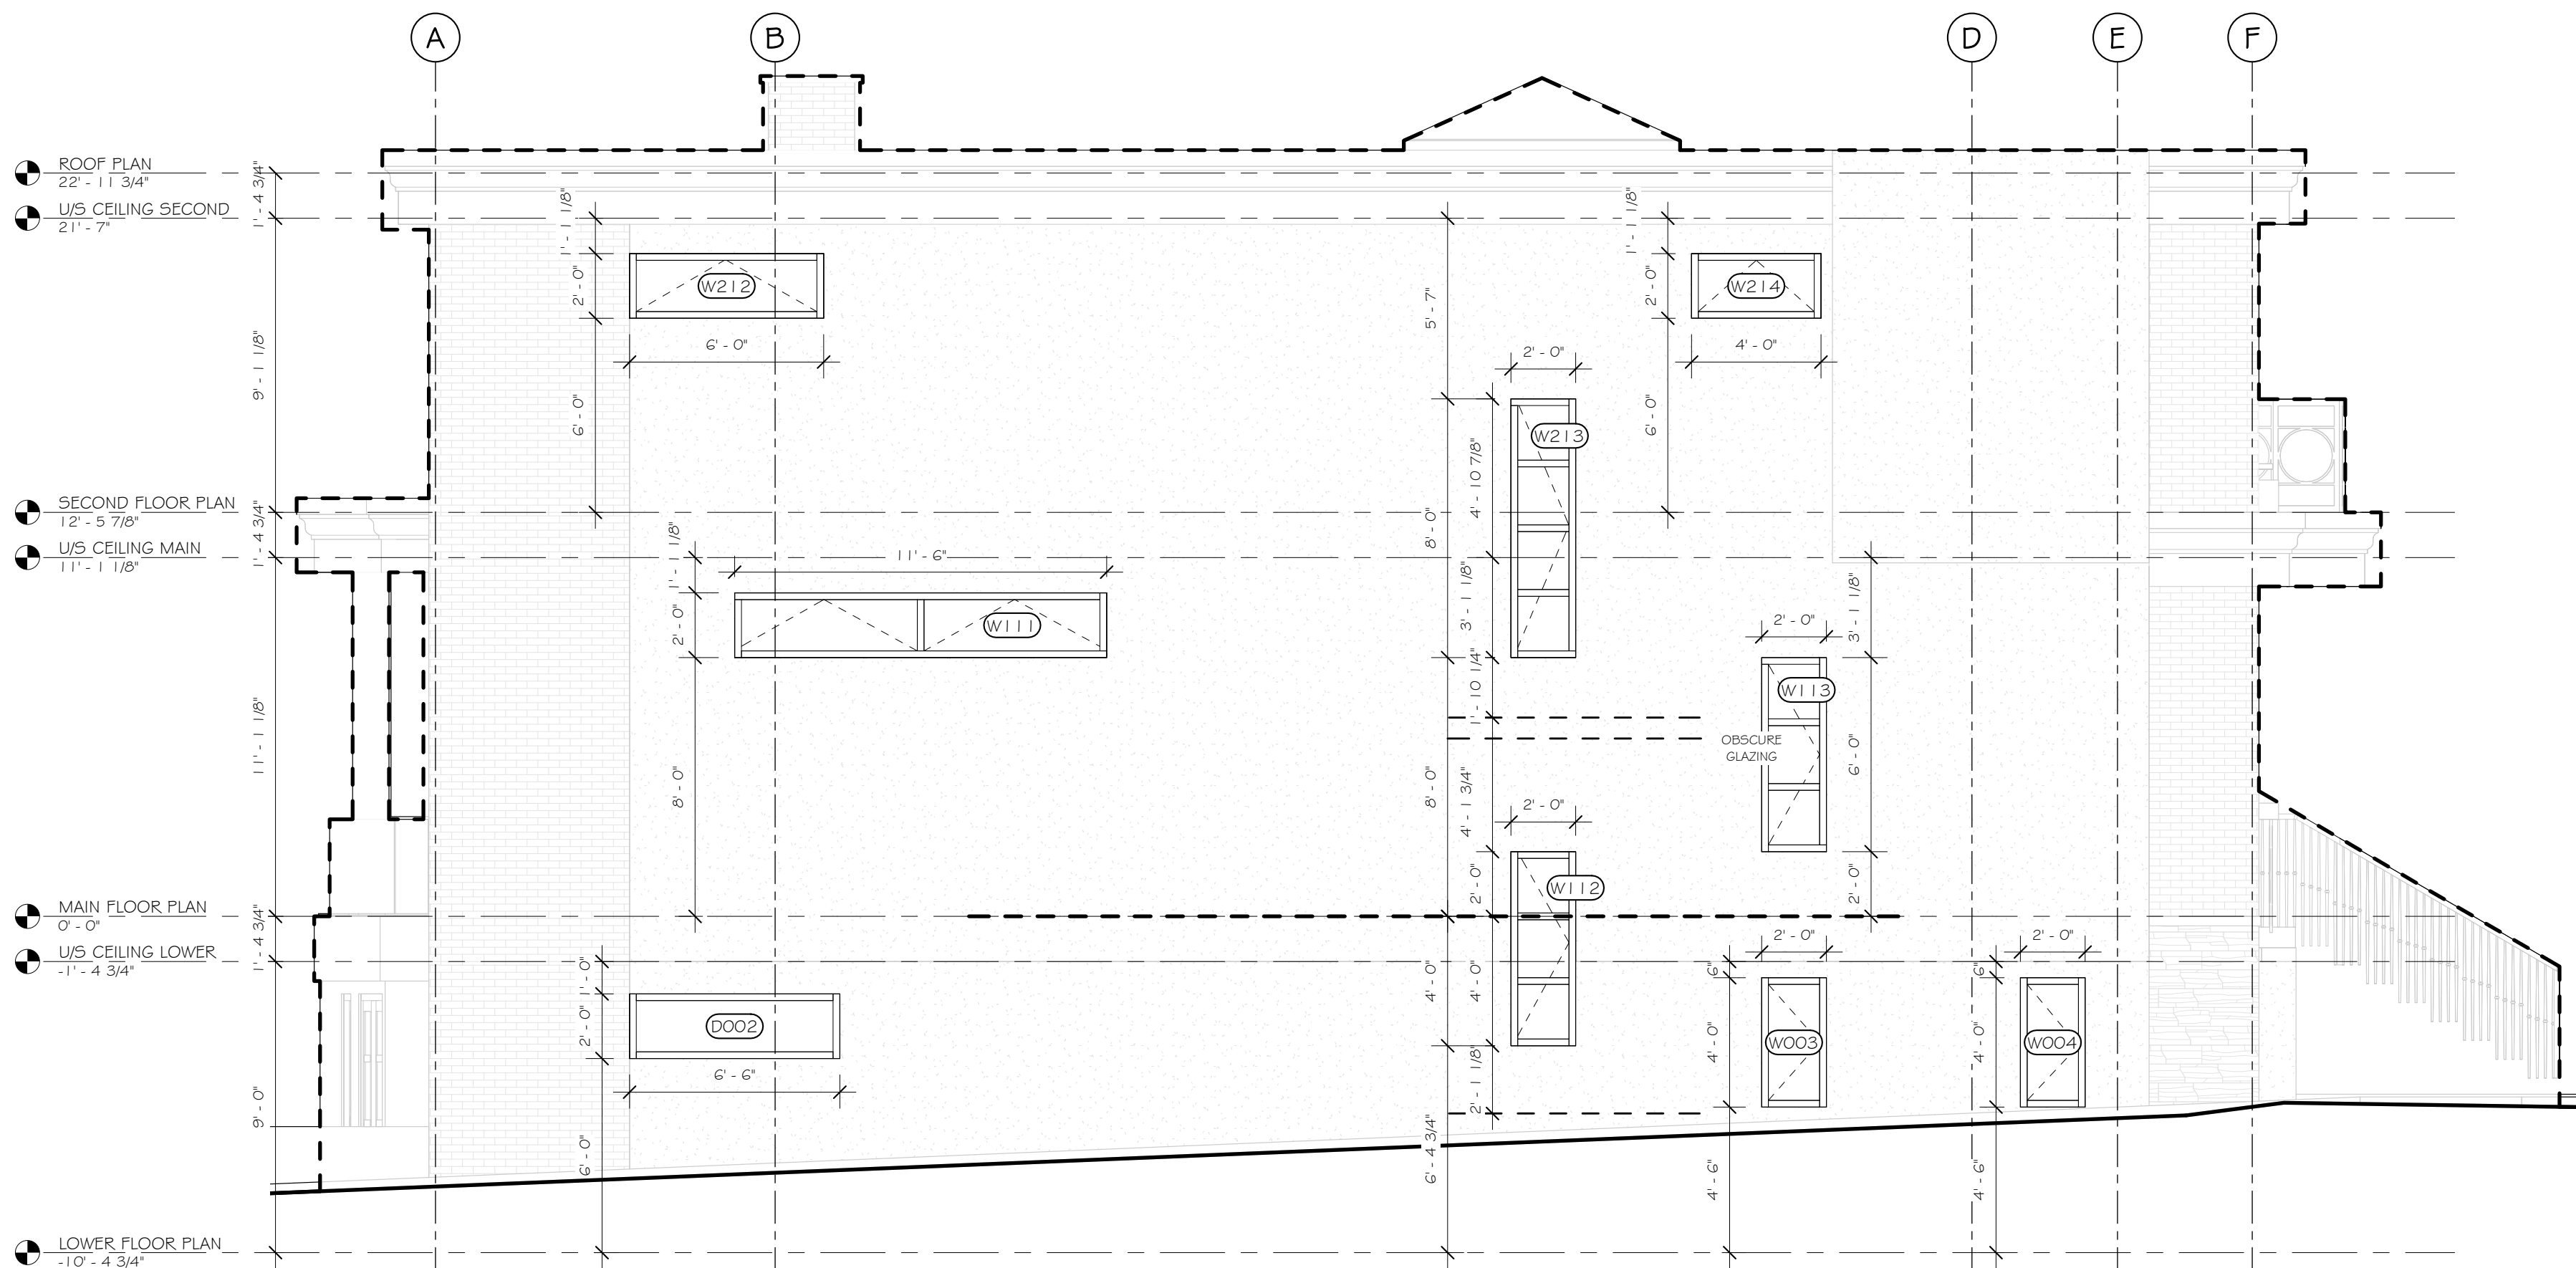 A
B
D
E
F
ROOF PLAN
22' - 11 3/4"
U/S CEILING SECOND
21' - 7"
SECOND FLOOR PLAN
12' - 5 7/8"
U/S CEILING MAIN
11' - 1 1/8"
MAIN FLOOR PLAN
0' - 0"
U/S CEILING LOWER
-1' - 4 3/4"
LOWER FLOOR PLAN
-10' - 4 3/4"
1' - 4 3/4"
9' - 1 1/8"
1' - 4 3/4"
11' - 1 1/8"
1' - 4 3/4"
9' - 0"
1' - 1 1/8"
2' - 0"
6' - 0"
W212
6' - 0"
1' - 1 1/8"
2' - 0"
8' - 0"
11' - 6"
W111
1' - 0"
2' - 0"
6' - 0"
D002
6' - 6"
5' - 7"
8' - 0"
8' - 0"
4' - 0"
6' - 4 3/4"
4' - 10 7/8"
3' - 1 1/8"
1' - 10 1/4"
4' - 1 3/4"
2' - 0"
4' - 0"
2' - 1 1/8"
2' - 0"
W213
2' - 0"
W112
1' - 1 1/8"
2' - 0"
6' - 0"
W214
4' - 0"
2' - 0"
W113
OBSCURE
GLAZING
3' - 1 1/8"
6' - 0"
2' - 0"
2' - 0"
6"
4' - 0"
4' - 6"
W003
2' - 0"
6"
4' - 0"
4' - 6"
W004